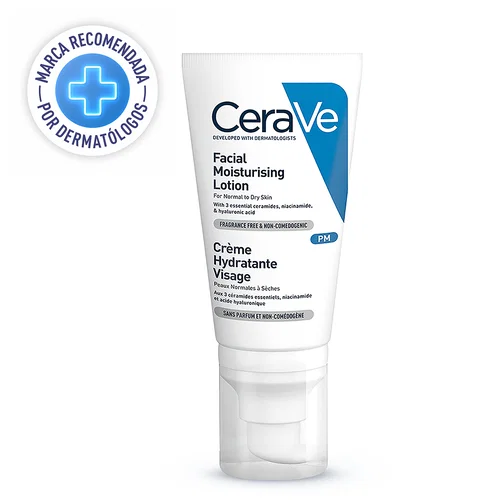 MARCA RECOMENDADA
POR DERMATÓLOGOS
CeraVe
DEVELOPED WITH DERMATOLOGISTS
Facial
Moisturising
Lotion
For Normal to Dry Skin
With 3 essential ceramides, niacinamide,
& hyaluronic acid
FRAGRANCE FREE & NON-COMEDOGENIC
PM
Crème
Hydratante
Visage
Peaux Normales à Sèches
Aux 3 céramides essentiels, niacinamide
et acide hyaluronique
SANS PARFUM ET NON-COMÉDOGÈNE